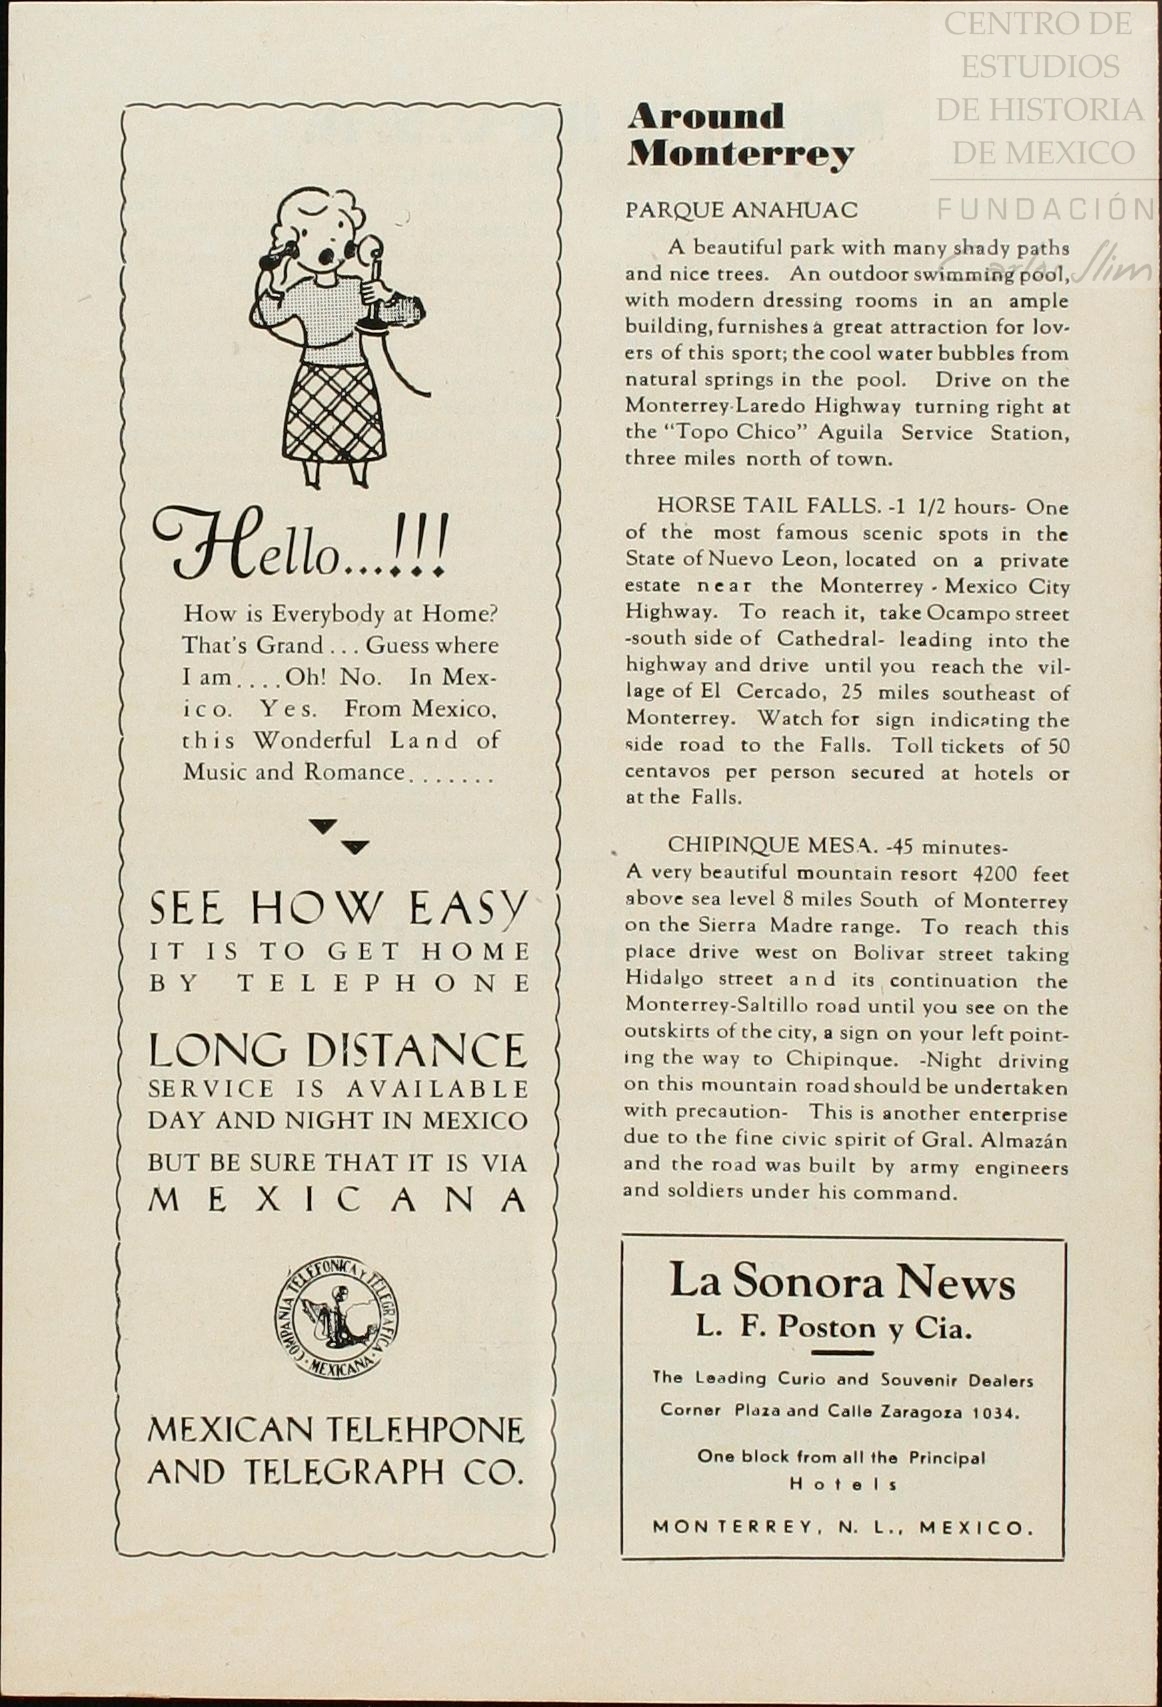 CENTRO DE
ESTUDIOS
DE HISTORIA
DE MEXICO
FUNDACIÓN
Carlos Slim
Hello...!!!
How is Everybody at Home?
That's Grand ... Guess where
I am .... Oh! No. In Mex-
ico. Yes. From Mexico,
this Wonderful Land of
Music and Romance.......
SEE HOW EASY
IT IS TO GET HOME
BY TELEPHONE
LONG DISTANCE
SERVICE IS AVAILABLE
DAY AND NIGHT IN MEXICO
BUT BE SURE THAT IT IS VIA
MEXICANA
COMPAÑIA TELEFONICA Y TELEGRAFICA
· MEXICANA ·
MEXICAN TELEHPONE
AND TELEGRAPH CO.
Around
Monterrey
PARQUE ANAHUAC
A beautiful park with many shady paths
and nice trees. An outdoor swimming pool,
with modern dressing rooms in an ample
building, furnishes a great attraction for lov-
ers of this sport; the cool water bubbles from
natural springs in the pool. Drive on the
Monterrey-Laredo Highway turning right at
the "Topo Chico" Aguila Service Station,
three miles north of town.
HORSE TAIL FALLS. -1 1/2 hours- One
of the most famous scenic spots in the
State of Nuevo Leon, located on a private
estate near the Monterrey - Mexico City
Highway. To reach it, take Ocampo street
-south side of Cathedral- leading into the
highway and drive until you reach the vil-
lage of El Cercado, 25 miles southeast of
Monterrey. Watch for sign indicating the
side road to the Falls. Toll tickets of 50
centavos per person secured at hotels or
at the Falls.
CHIPINQUE MESA. -45 minutes-
A very beautiful mountain resort 4200 feet
above sea level 8 miles South of Monterrey
on the Sierra Madre range. To reach this
place drive west on Bolivar street taking
Hidalgo street and its continuation the
Monterrey-Saltillo road until you see on the
outskirts of the city, a sign on your left point-
ing the way to Chipinque. -Night driving
on this mountain road should be undertaken
with precaution- This is another enterprise
due to the fine civic spirit of Gral. Almazán
and the road was built by army engineers
and soldiers under his command.
La Sonora News
L. F. Poston y Cia.
The Leading Curio and Souvenir Dealers
Corner Plaza and Calle Zaragoza 1034.
One block from all the Principal
Hotels
MONTERREY, N. L., MEXICO.